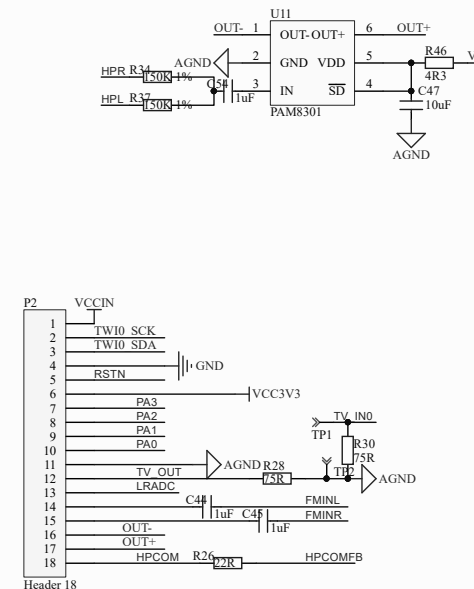 U11
OUT- 1 OUT- OUT+ 6 OUT+
AGND 2 GND VDD 5 R46 V
4R3
HPR R34 150K 1%
C54 3 IN SD 4 C47
HPL R37 150K 1% 1uF 10uF
PAM8301
AGND
P2 VCCIN
1
2 TWI0_SCK
3 TWI0_SDA
4 GND
5 RSTN
6 VCC3V3
7 PA3
8 PA2 TP1 TV_IN0
9 PA1 R30
10 PA0 75R
11 AGND R28 TP2
12 TV_OUT 75R AGND
13 LRADC
14 C44 1uF FMINL
15 C45 1uF FMINR
16 OUT-
17 OUT+
18 HPCOM R26 22R HPCOMFB
Header 18